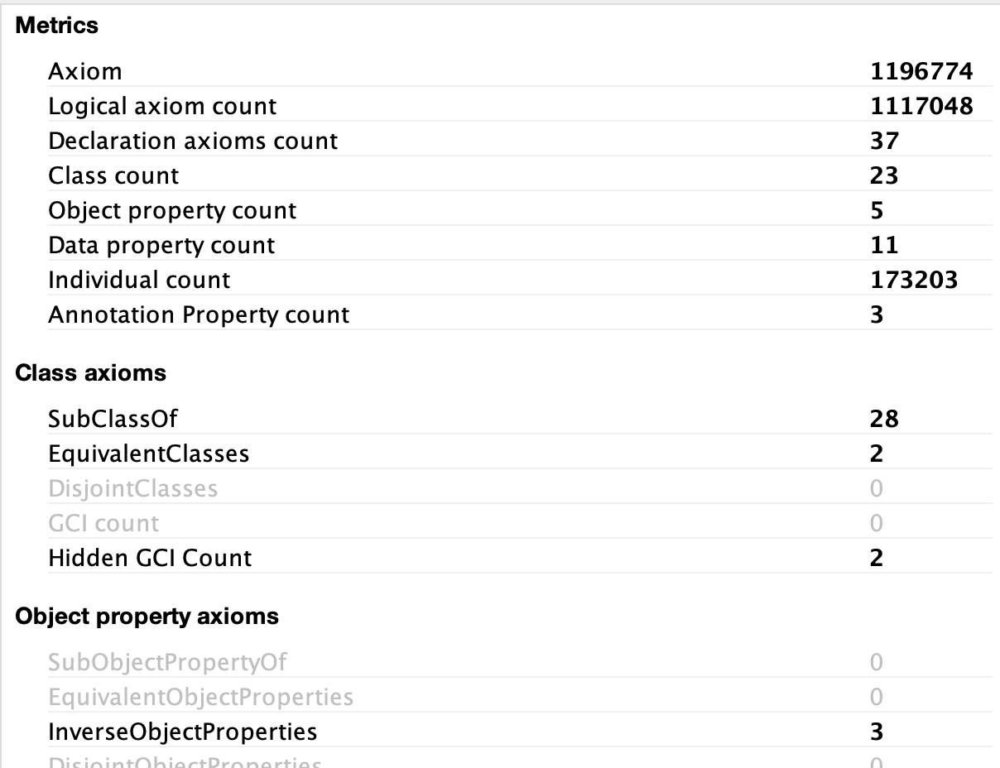 Metrics
Axiom 1196774
Logical axiom count 1117048
Declaration axioms count 37
Class count 23
Object property count 5
Data property count 11
Individual count 173203
Annotation Property count 3
Class axioms
SubClassOf 28
EquivalentClasses 2
DisjointClasses 0
GCI count 0
Hidden GCI Count 2
Object property axioms
SubObjectPropertyOf 0
EquivalentObjectProperties 0
InverseObjectProperties 3
DisjointObjectProperties 0